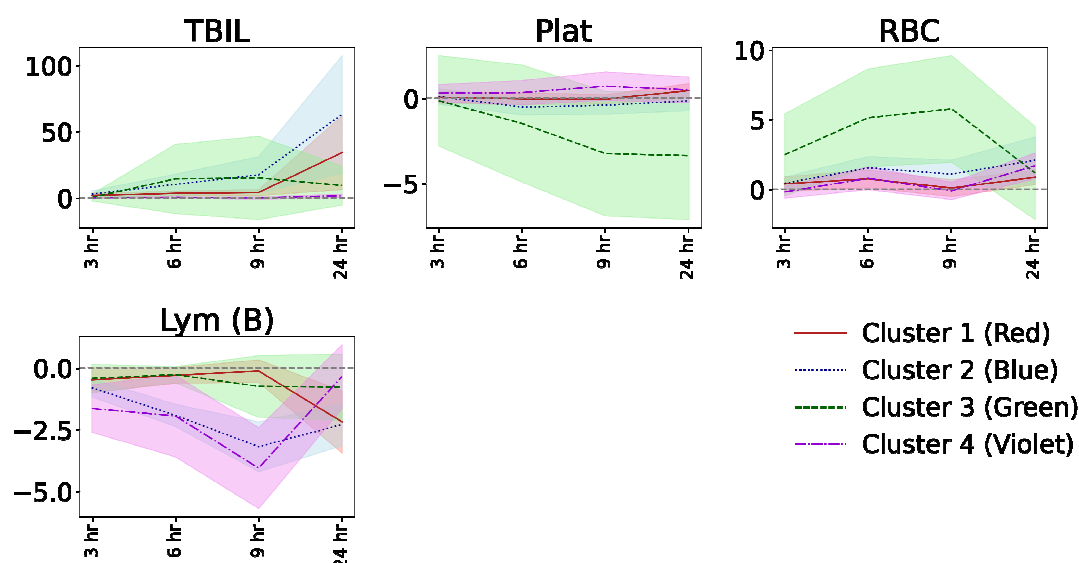 TBIL
Plat
RBC
100
50
0
3 hr
6 hr
9 hr
24 hr
0
−5
3 hr
6 hr
9 hr
24 hr
10
5
0
3 hr
6 hr
9 hr
24 hr
Lym (B)
0.0
−2.5
−5.0
3 hr
6 hr
9 hr
24 hr
Cluster 1 (Red)
Cluster 2 (Blue)
Cluster 3 (Green)
Cluster 4 (Violet)